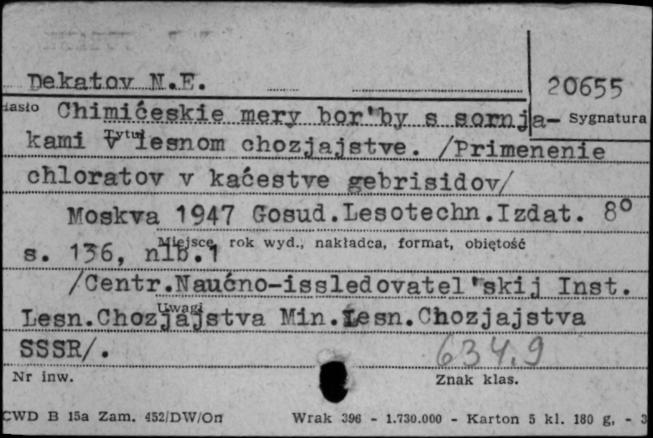 Dekatov N.E. 20655
Hasło Chimićeskie mery bor'by s sornja- Sygnatura
kami v Tytuł lesnom chozjajstve. /Primenenie
chloratov v kaćestve gebrisidov/
Moskva 1947 Gosud.Lesotechn.Izdat. 8°
Miejsce, rok wyd., nakładca, format, objętość
s. 136, nlb.1
/Centr.Naućno-issledovatel'skij Inst.
Uwagi
Lesn.Chozjajstva Min.Lesn.Chozjajstva
SSSR/. 634.9
Nr inw. Znak klas.
CWD B 15a Zam. 452/DW/On Wrak 396 - 1.730.000 - Karton 5 kl. 180 g, - 3